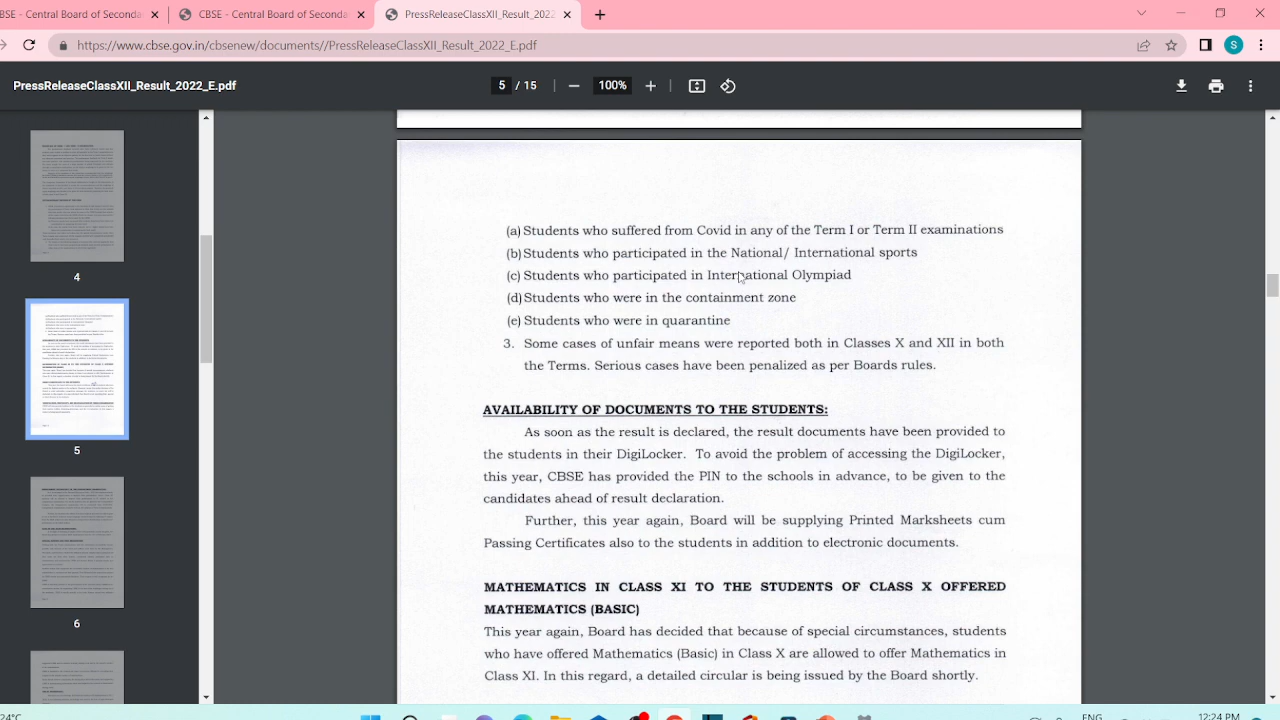 BSE - Central Board of Seconda
CBSE - Central Board of Seconda
PressReleaseClassXII_Result_2022
https://www.cbse.gov.in/cbsenew/documents//PressReleaseClassXII_Result_2022_E.pdf
S
PressReleaseClassXII_Result_2022_E.pdf
5 / 15
100%
4
5
6
(a) Students who suffered from Covid in any of the Term I or Term II examinations
(b) Students who participated in the National/ International sports
(c) Students who participated in International Olympiad
(d) Students who were in the containment zone
) Students who were in quarantine
Some cases of unfair means were reported both in Classes X and XII in both
the Terms. Serious cases have been penalized as per Boards rules.
AVAILABILITY OF DOCUMENTS TO THE STUDENTS:
As soon as the result is declared, the result documents have been provided to
the students in their DigiLocker. To avoid the problem of accessing the DigiLocker,
this year, CBSE has provided the PIN to the schools in advance, to be given to the
candidates ahead of result declaration.
Further, this year again, Board will be supplying Printed Marksheets cum
Passing Certificates also to the students in addition to electronic documents.
MATHEMATICS IN CLASS XI TO THE STUDENTS OF CLASS X OFFERED
MATHEMATICS (BASIC)
This year again, Board has decided that because of special circumstances, students
who have offered Mathematics (Basic) in Class X are allowed to offer Mathematics in
Class XI. In this regard, a detailed circular is being issued by the Board shortly.
24°C
ENG
12:24 PM